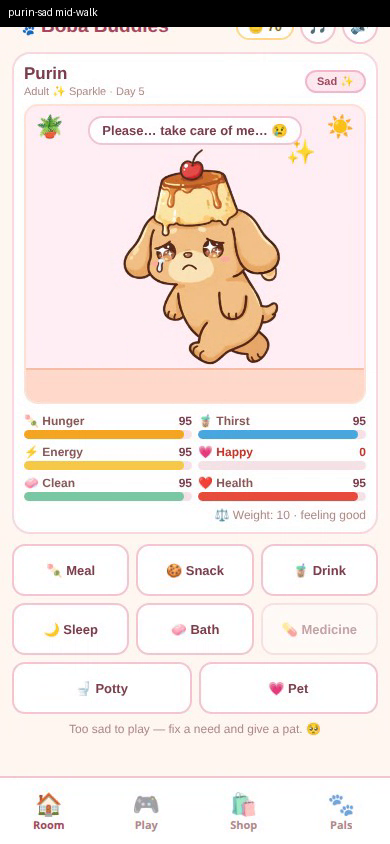 purin-sad mid-walk
Boba Buddies
Purin
Adult ✨ Sparkle · Day 5
Sad ✨
Please… take care of me… 😢
🍡 Hunger 95
🧋 Thirst 95
⚡ Energy 95
💗 Happy 0
🧼 Clean 95
❤️ Health 95
⚖️ Weight: 10 · feeling good
🍡 Meal
🍪 Snack
🧋 Drink
🌙 Sleep
🧼 Bath
💊 Medicine
🚽 Potty
💗 Pet
Too sad to play — fix a need and give a pat. 🥺
Room
Play
Shop
Pals